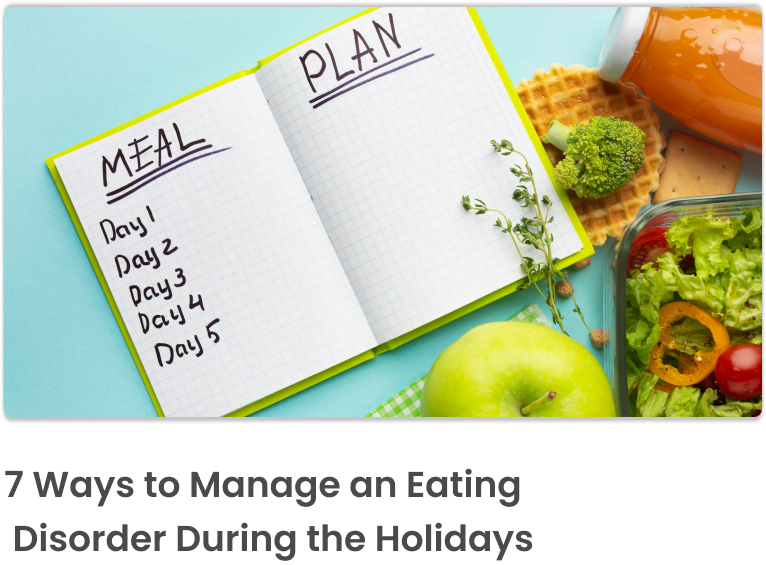 MEAL
Day 1
Day 2
Day 3
Day 4
Day 5
PLAN
7 Ways to Manage an Eating
Disorder During the Holidays